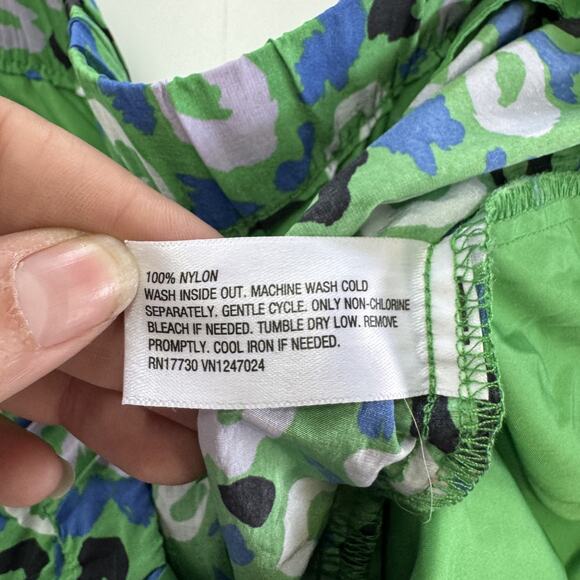 100% NYLON
WASH INSIDE OUT. MACHINE WASH COLD
SEPARATELY. GENTLE CYCLE. ONLY NON-CHLORINE
BLEACH IF NEEDED. TUMBLE DRY LOW. REMOVE
PROMPTLY. COOL IRON IF NEEDED.
RN17730 VN1247024